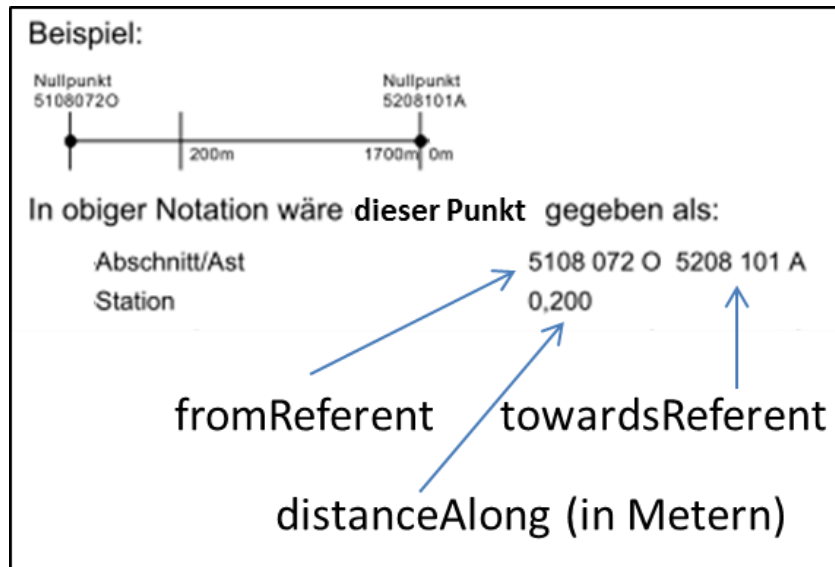 Beispiel:
Nullpunkt Nullpunkt
5108072O 5208101A
200m 1700m 0m
In obiger Notation wäre dieser Punkt gegeben als:
Abschnitt/Ast 5108 072 O 5208 101 A
Station 0,200
fromReferent towardsReferent
distanceAlong (in Metern)